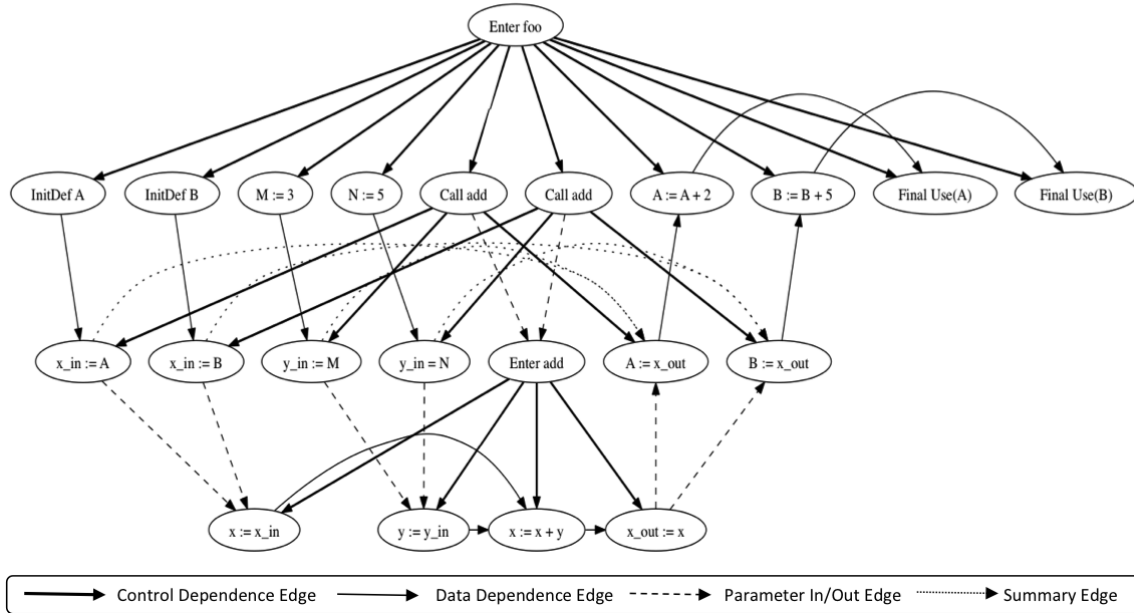 Enter foo
InitDef A
InitDef B
M := 3
N := 5
Call add
Call add
A := A + 2
B := B + 5
Final Use(A)
Final Use(B)
x_in := A
x_in := B
y_in := M
y_in = N
Enter add
A := x_out
B := x_out
x := x_in
y := y_in
x := x + y
x_out := x
Control Dependence Edge
Data Dependence Edge
Parameter In/Out Edge
Summary Edge